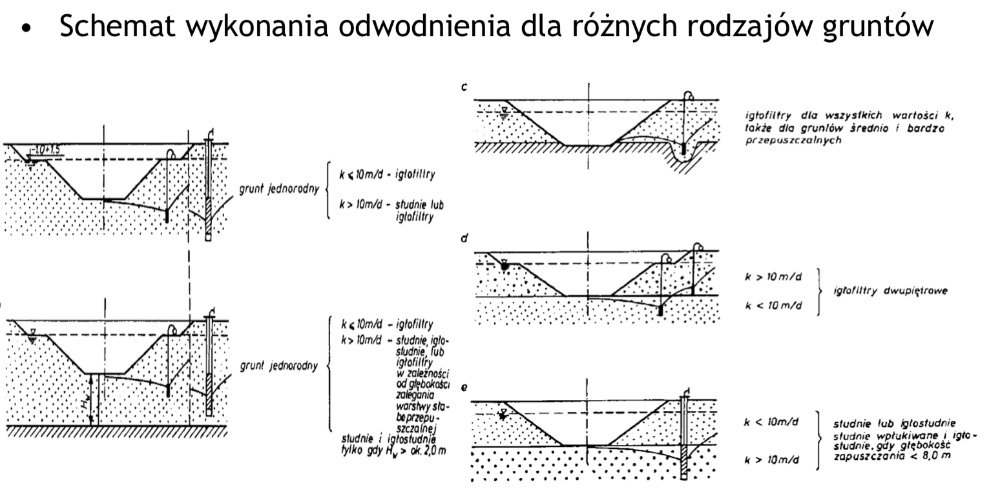 • Schemat wykonania odwodnienia dla różnych rodzajów gruntów
-1,0÷1,5
grunt jednorodny
k ⩽ 10m/d - igłofiltry
k > 10m/d - studnie lub
igłofiltry
Hw
grunt jednorodny
k ⩽ 10m/d - igłofiltry
k > 10m/d - studnie, igło-
studnie, lub
igłofiltry
w zależności
od głębokości
zalegania
warstwy sła-
boprzepu-
szczalnej
studnie i igłostudnie
tylko gdy Hw > ok. 2,0 m
c
igłofiltry dla wszystkich wartości k,
także dla gruntów średnio i bardzo
przepuszczalnych
d
k > 10 m/d
k < 10 m/d
igłofiltry dwupiętrowe
e
k < 10m/d
k > 10m/d
studnie lub igłostudnie
studnie wpłukiwane i igło-
studnie, gdy głębokość
zapuszczania < 8,0 m